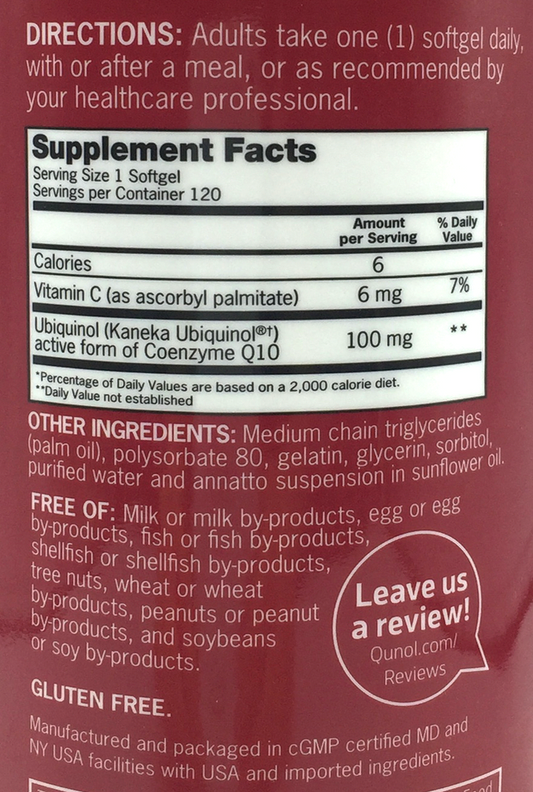 DIRECTIONS: Adults take one (1) softgel daily,
with or after a meal, or as recommended by
your healthcare professional.
Supplement Facts
Serving Size 1 Softgel
Servings per Container 120
Amount per Serving % Daily Value
Calories 6
Vitamin C (as ascorbyl palmitate) 6 mg 7%
Ubiquinol (Kaneka Ubiquinol®†)
active form of Coenzyme Q10 100 mg **
*Percentage of Daily Values are based on a 2,000 calorie diet.
**Daily Value not established
OTHER INGREDIENTS: Medium chain triglycerides
(palm oil), polysorbate 80, gelatin, glycerin, sorbitol,
purified water and annatto suspension in sunflower oil.
FREE OF: Milk or milk by-products, egg or egg
by-products, fish or fish by-products,
shellfish or shellfish by-products,
tree nuts, wheat or wheat
by-products, peanuts or peanut
by-products, and soybeans
or soy by-products.
Leave us
a review!
Qunol.com/
Reviews
GLUTEN FREE.
Manufactured and packaged in cGMP certified MD and
NY USA facilities with USA and imported ingredients.